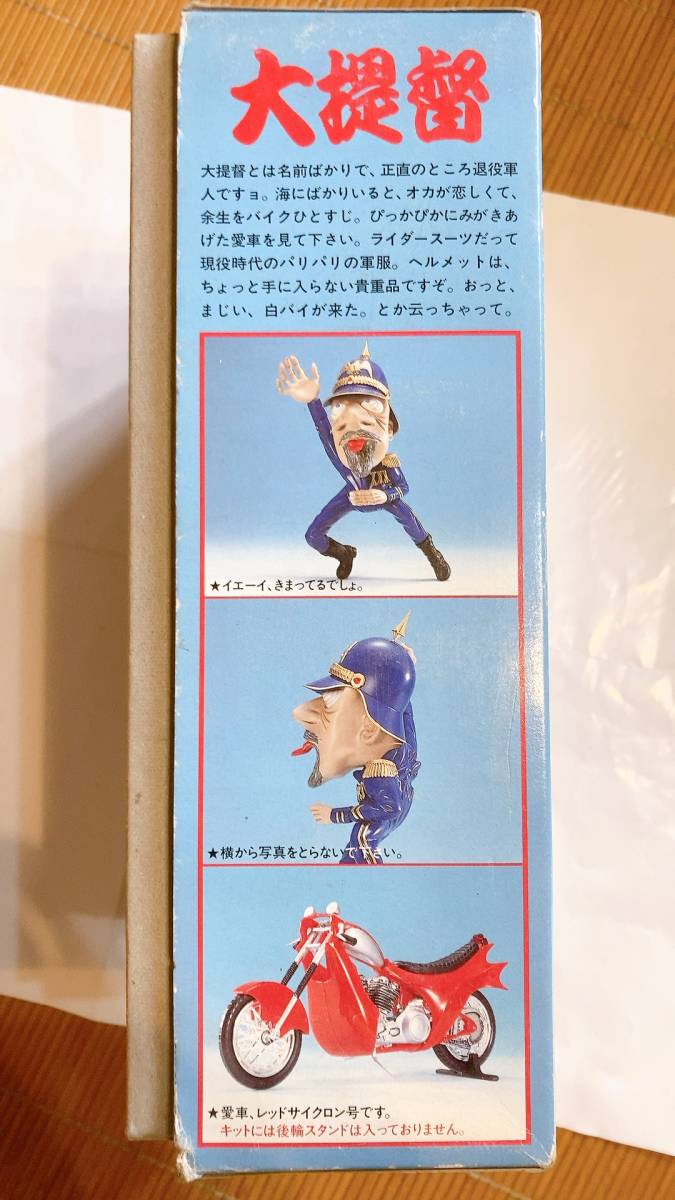 大提督
大提督とは名前ばかりで、正直のところ退役軍
人ですョ。海にばかりいると、オカが恋しくて、
余生をバイクひとすじ。ぴっかぴかにみがきあ
げた愛車を見て下さい。ライダースーツだって
現役時代のパリパリの軍服。ヘルメットは、
ちょっと手に入らない貴重品ですぞ。おっと、
まじい、白バイが来た。とか云っちゃって。
★イエーイ、きまってるでしょ。
★横から写真をとらないで下さい。
★愛車、レッドサイクロン号です。
キットには後輪スタンドは入っておりません。